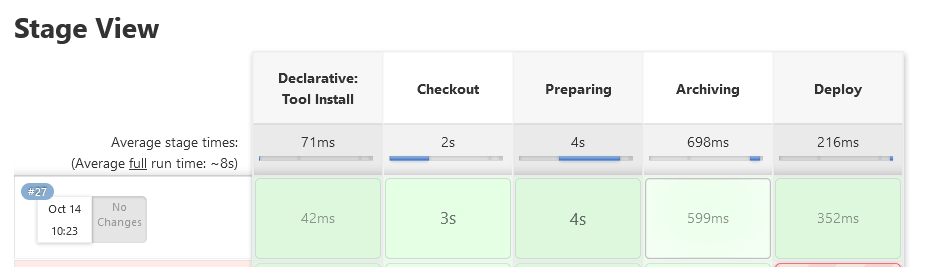 Stage View
Declarative:
Tool Install
Checkout
Preparing
Archiving
Deploy
Average stage times:
(Average full run time: ~8s)
71ms
2s
4s
698ms
216ms
#27
Oct 14
10:23
No
Changes
42ms
3s
4s
599ms
352ms